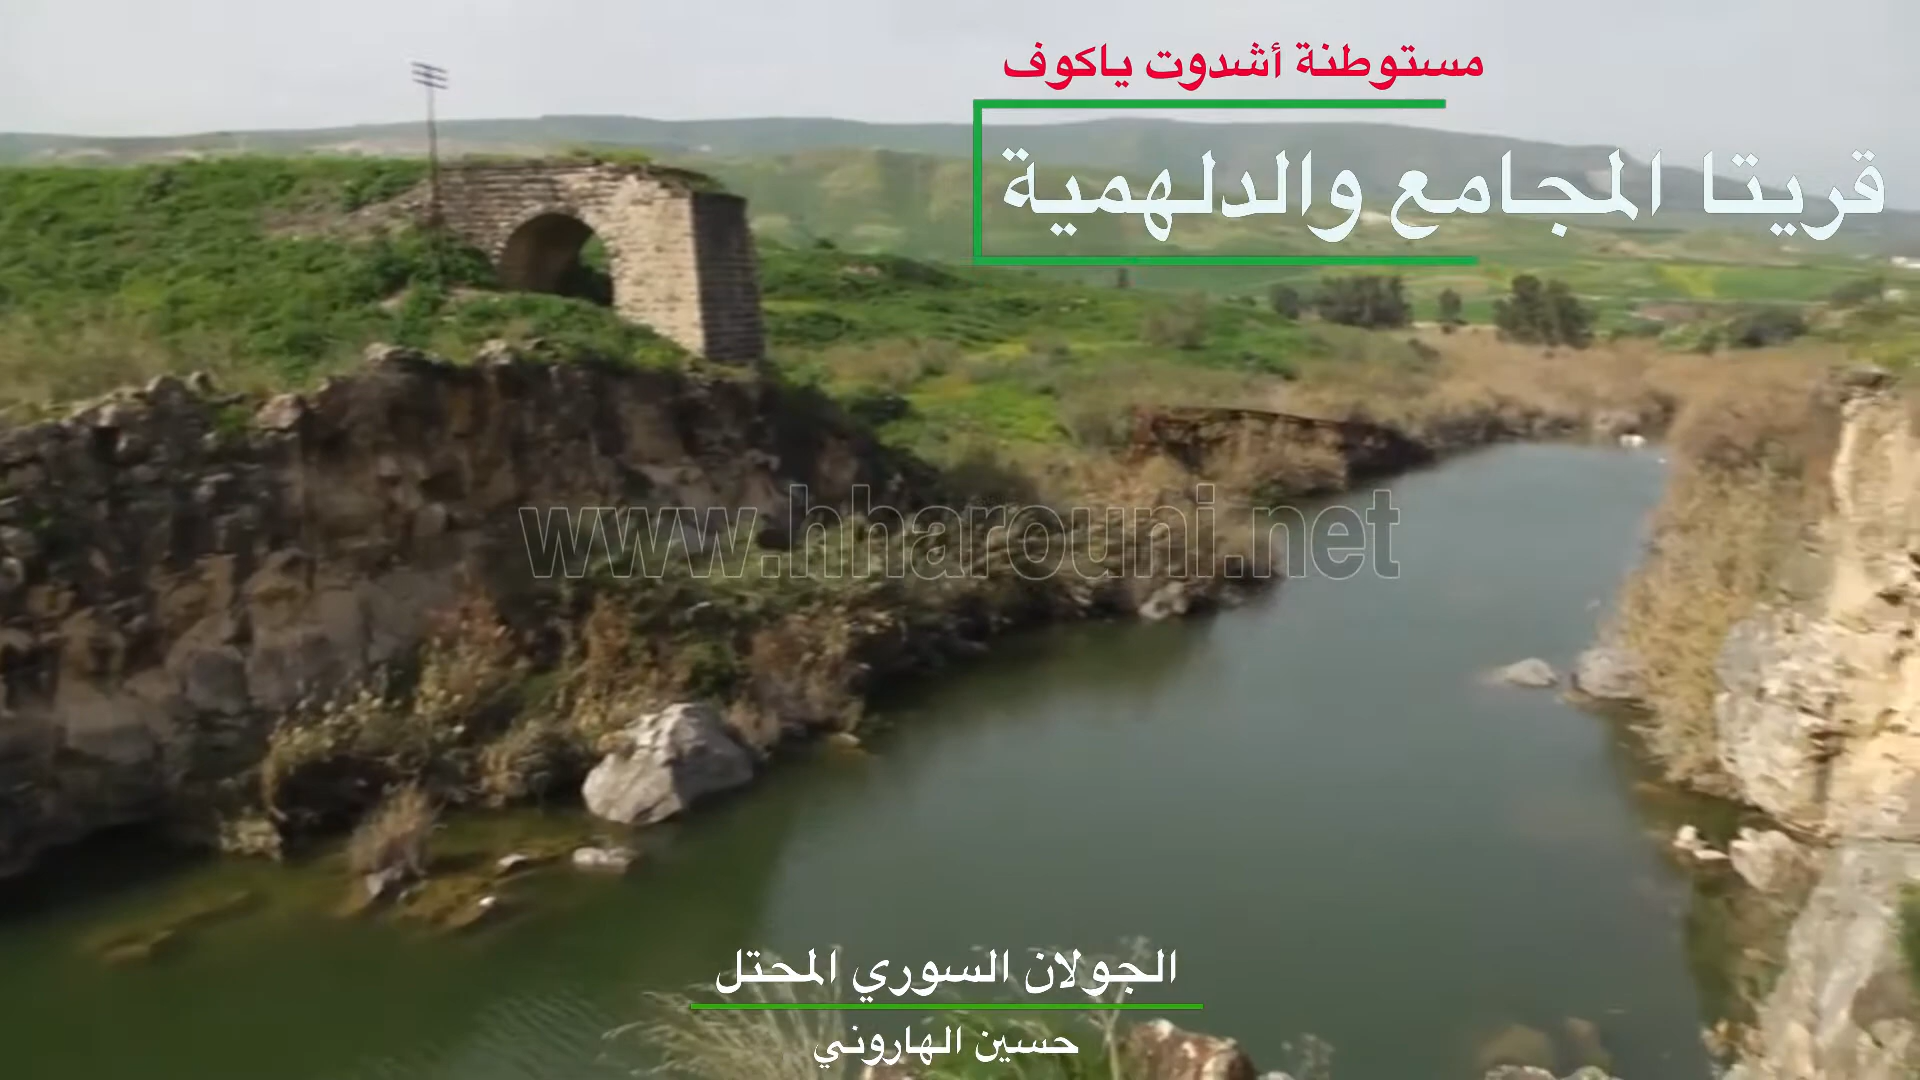 مستوطنة أشدوت ياكوف
قريتا المجامع والدلهمية
www.hharouni.net
الجولان السوري المحتل
حسين الهاروني